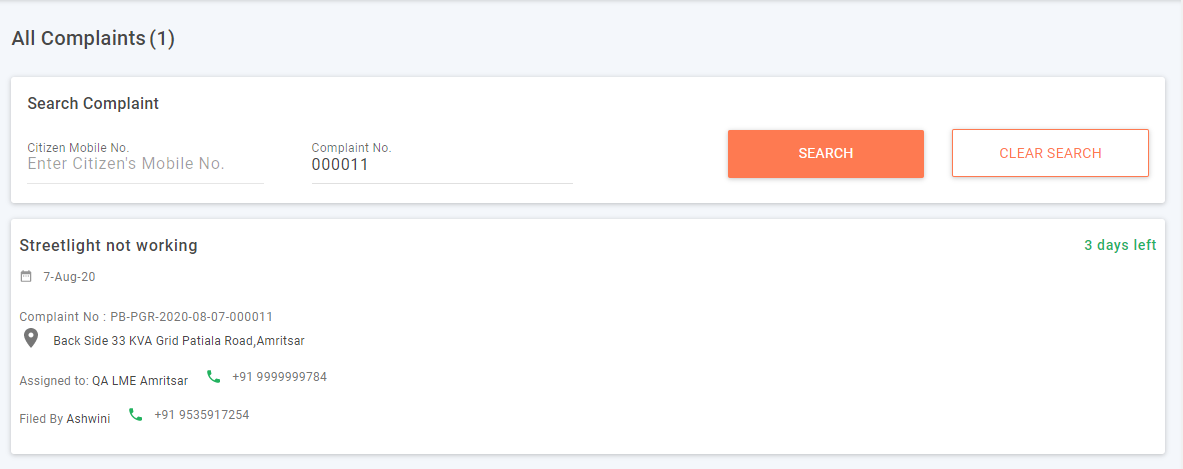 All Complaints (1)
Search Complaint
Citizen Mobile No.
Enter Citizen's Mobile No.
Complaint No.
000011
SEARCH
CLEAR SEARCH
Streetlight not working
3 days left
7-Aug-20
Complaint No : PB-PGR-2020-08-07-000011
Back Side 33 KVA Grid Patiala Road,Amritsar
Assigned to: QA LME Amritsar +91 9999999784
Filed By Ashwini +91 9535917254